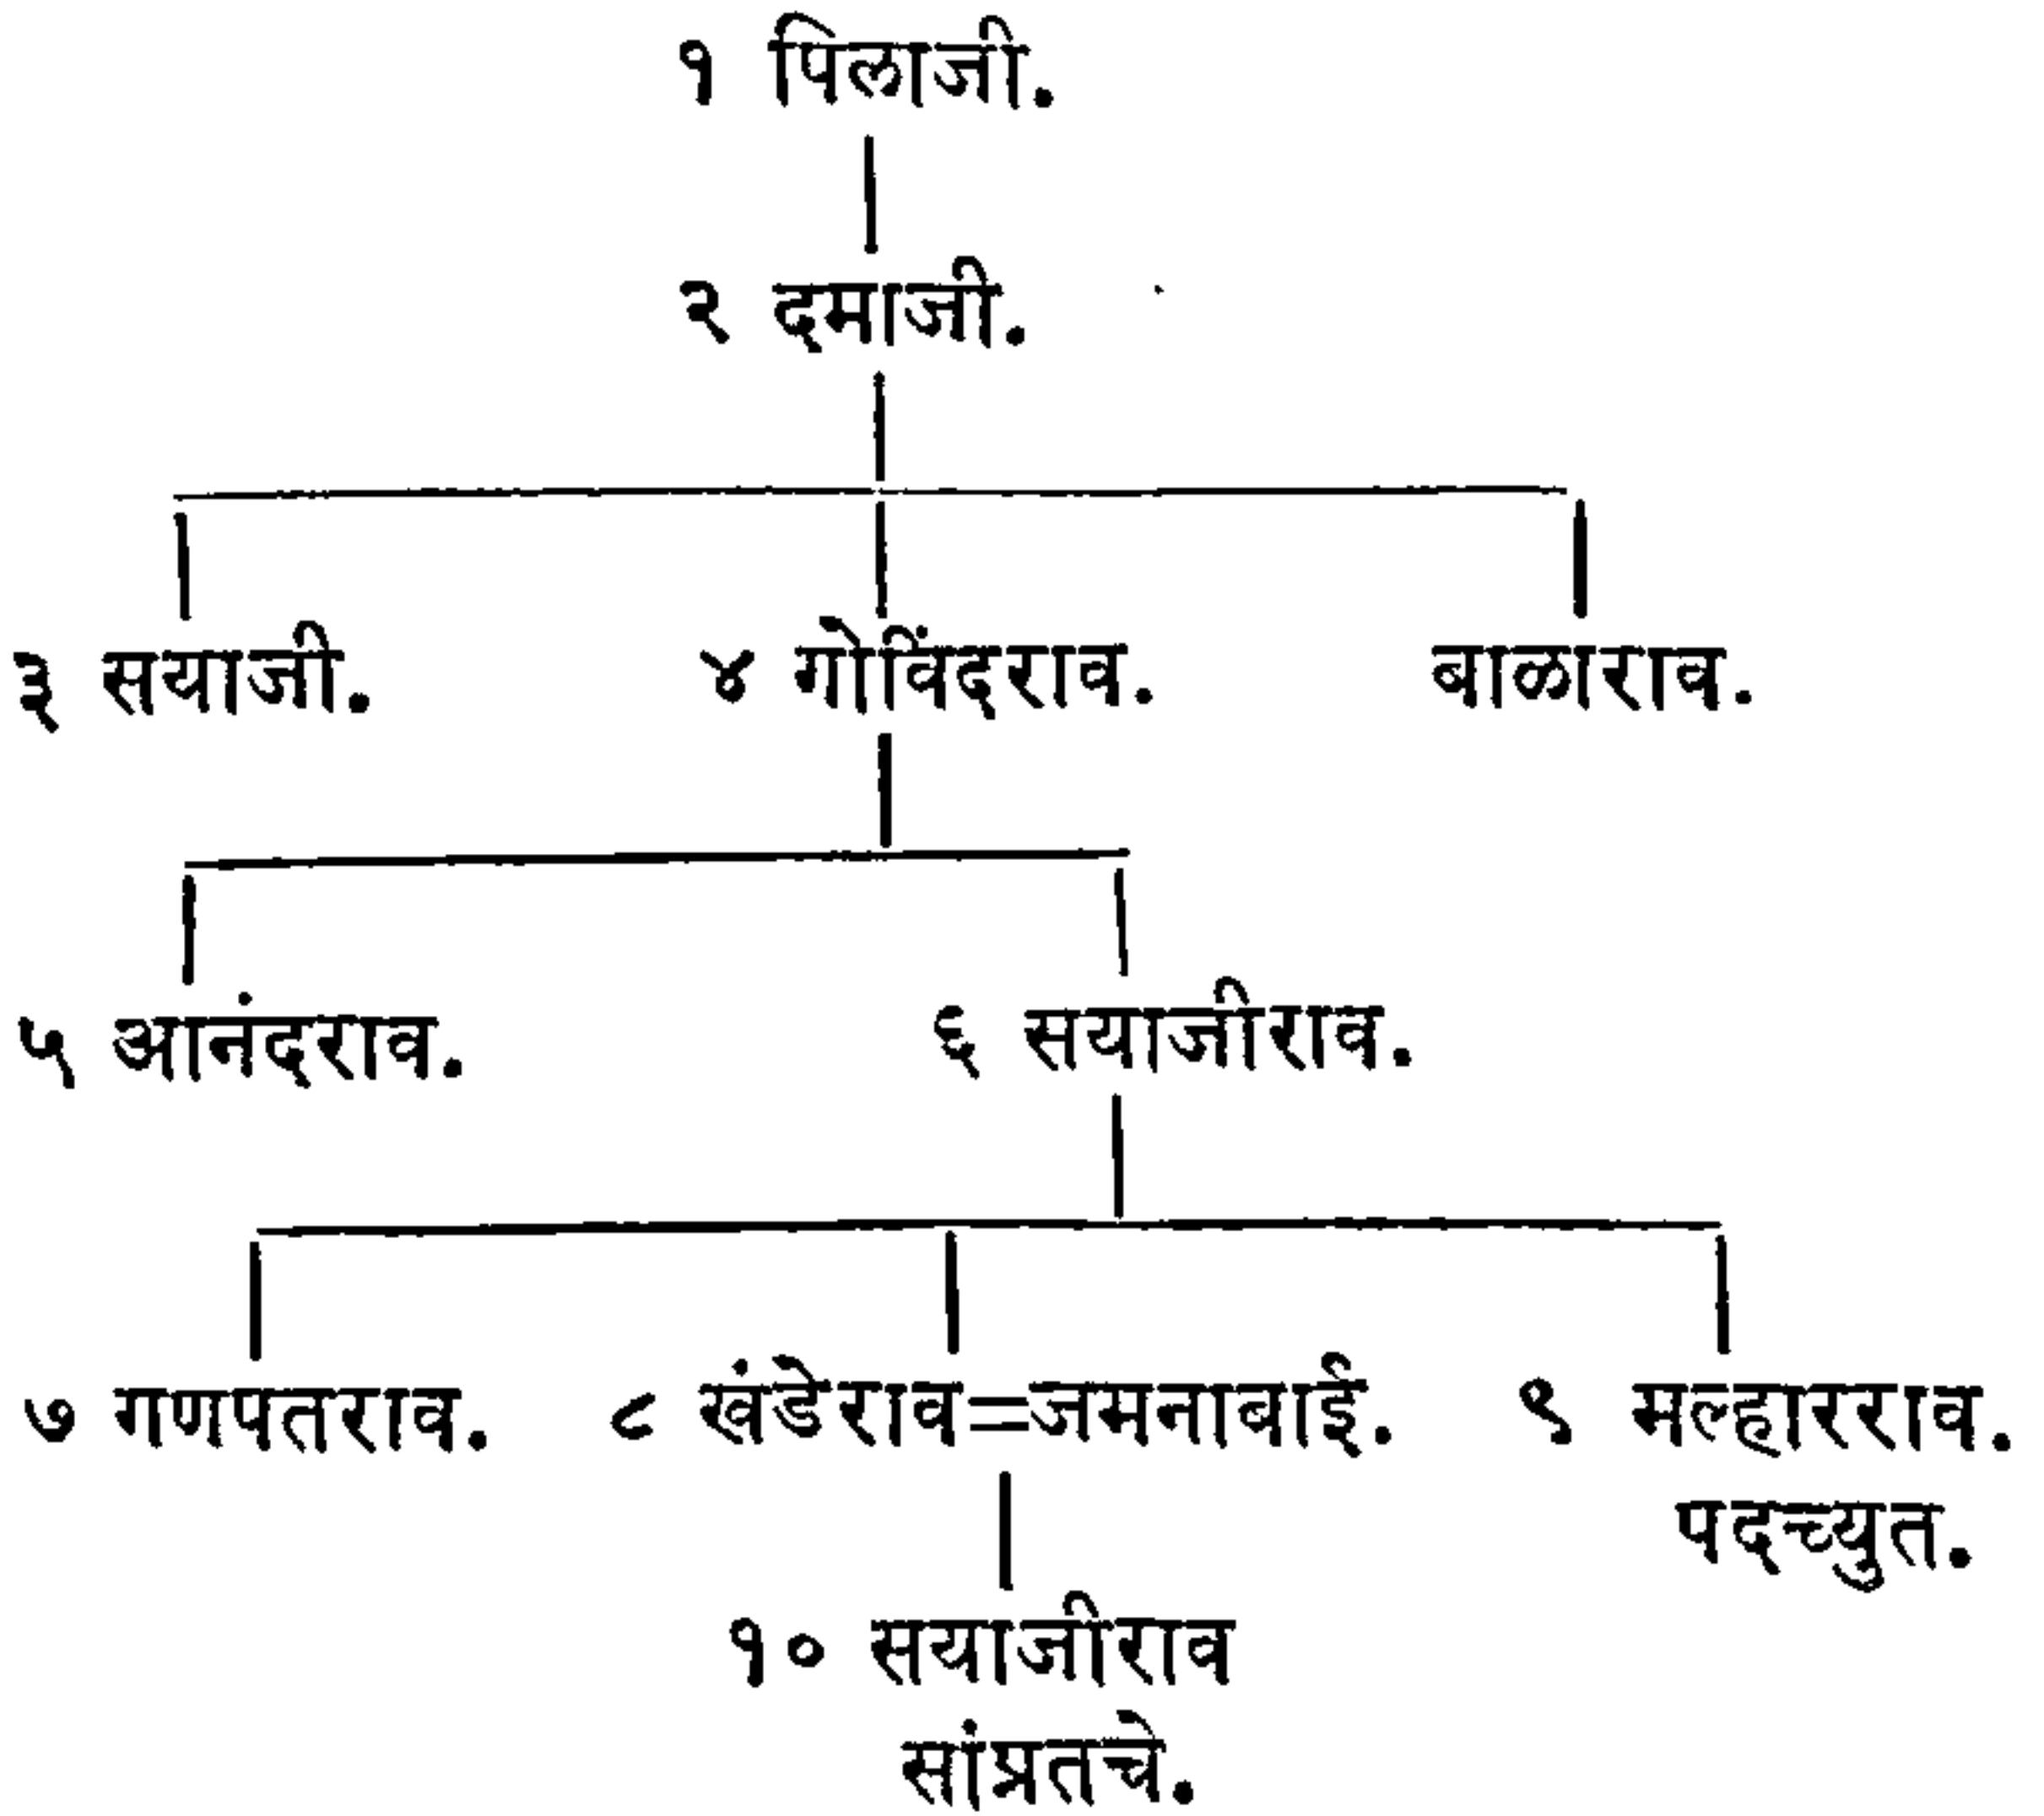 १ पिलाजी.
२ दमाजी.
३ सयाजी. ४ गोविंदराव. बाळाराव.
५ आनंदराव. ६ सयाजीराव.
७ गणपतराव. ८ खंडेराव=जमनाबाई. ९ मल्हारराव.
पदच्युत.
१० सयाजीराव
सांप्रतचे.